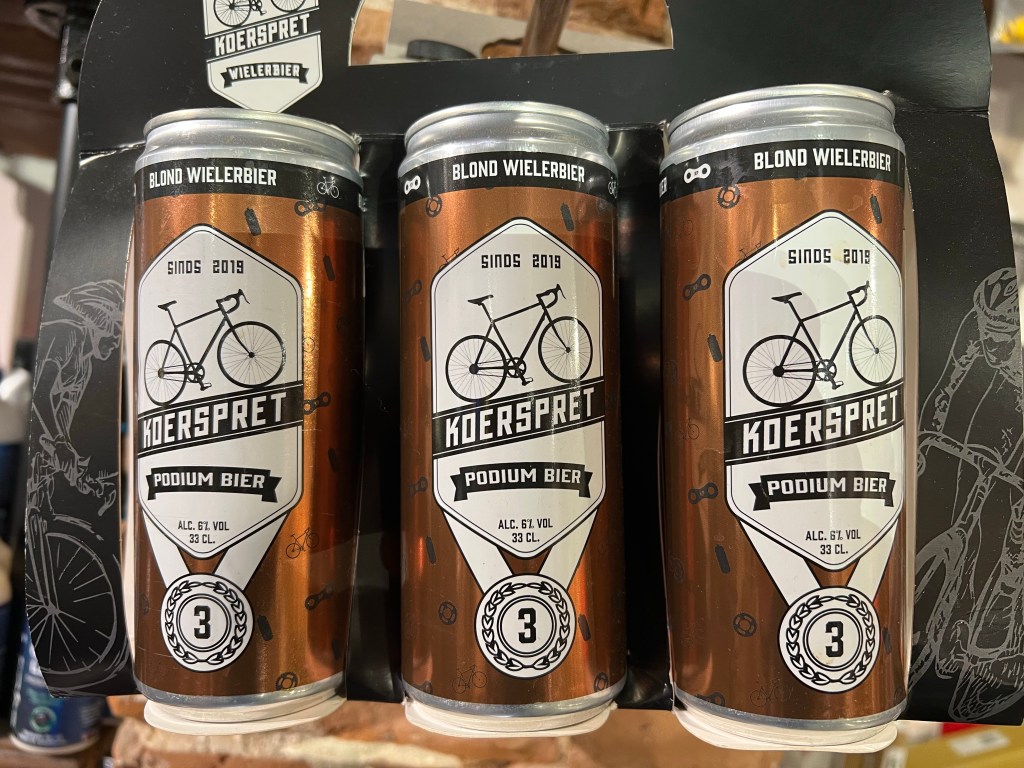 KOERSPRET
WIELERBIER
BLOND WIELERBIER
SINDS 2019
KOERSPRET
PODIUM BIER
ALC. 6% VOL
33 CL.
3
BLOND WIELERBIER
SINDS 2019
KOERSPRET
PODIUM BIER
ALC. 6% VOL
33 CL.
3
BLOND WIELERBIER
SINDS 2019
KOERSPRET
PODIUM BIER
ALC. 6% VOL
33 CL.
3